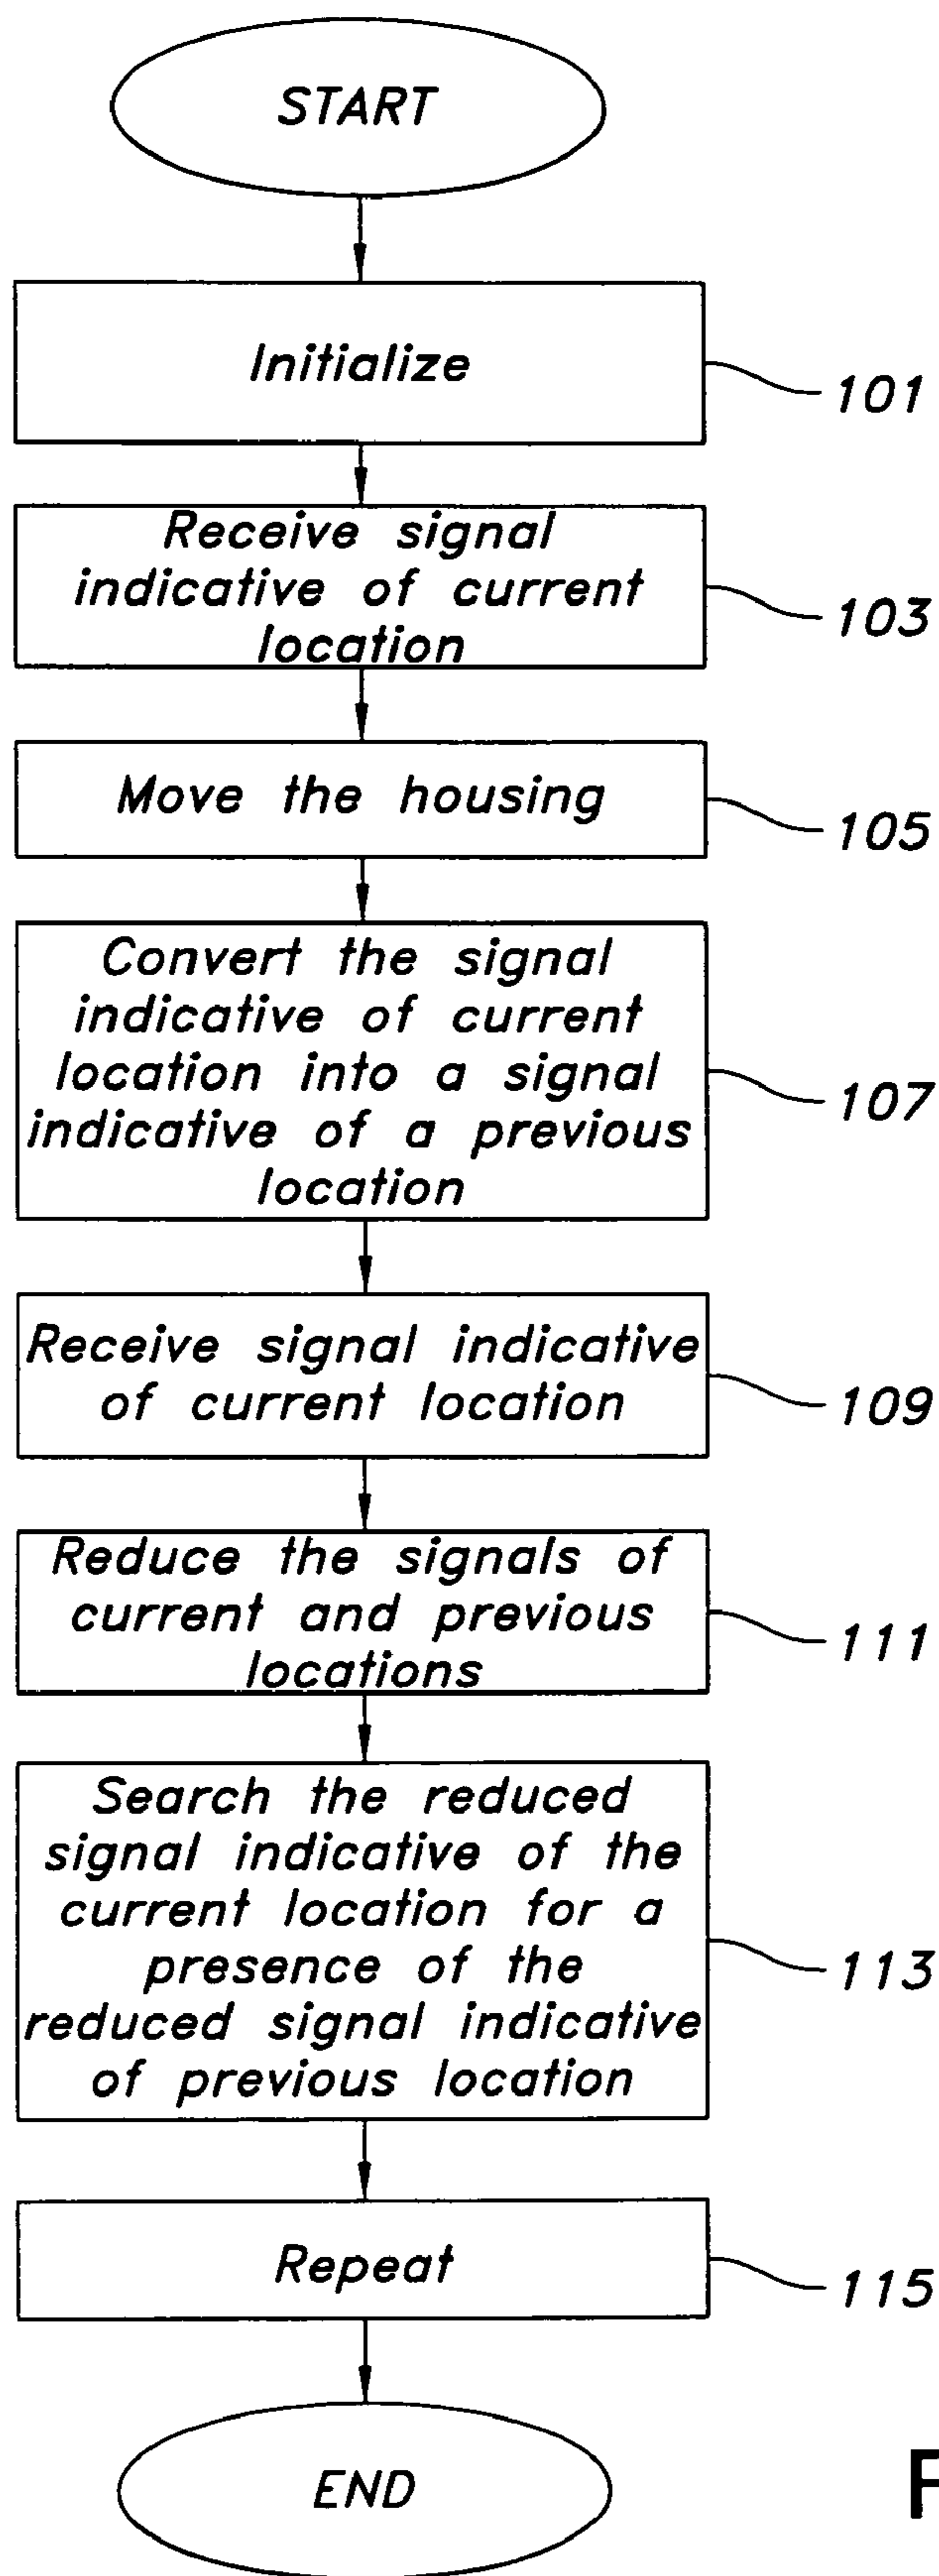 START
Initialize
101
Receive signal
indicative of current
location
103
Move the housing
105
Convert the signal
indicative of current
location into a signal
indicative of a previous
location
107
Receive signal indicative
of current location
109
Reduce the signals of
current and previous
locations
111
Search the reduced
signal indicative of the
current location for a
presence of the
reduced signal indicative
of previous location
113
Repeat
115
END